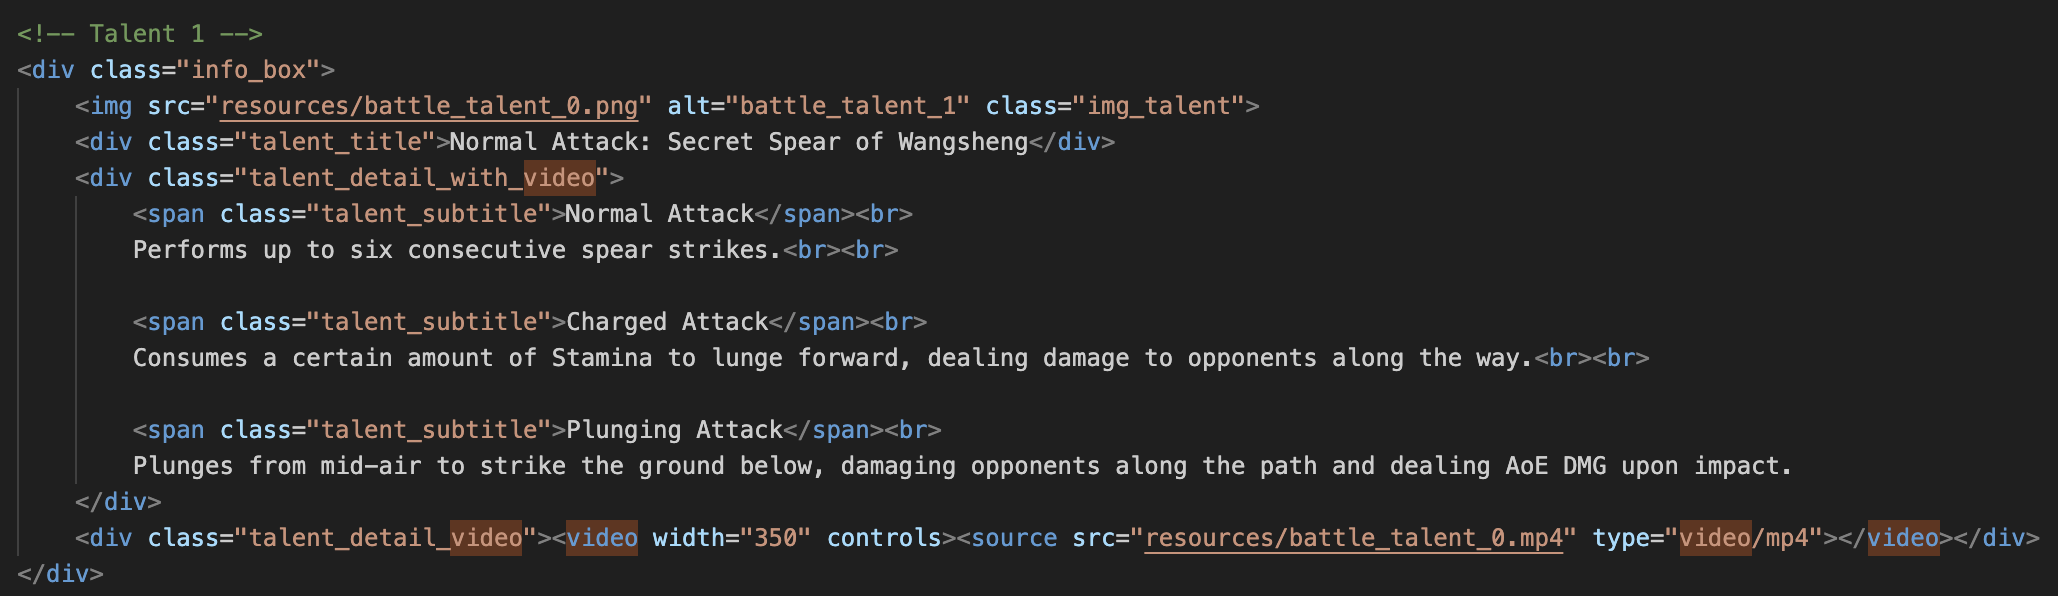 <!-- Talent 1 -->
<div class="info_box">
    <img src="resources/battle_talent_0.png" alt="battle_talent_1" class="img_talent">
    <div class="talent_title">Normal Attack: Secret Spear of Wangsheng</div>
    <div class="talent_detail_with_video">
        <span class="talent_subtitle">Normal Attack</span><br>
        Performs up to six consecutive spear strikes.<br><br>

        <span class="talent_subtitle">Charged Attack</span><br>
        Consumes a certain amount of Stamina to lunge forward, dealing damage to opponents along the way.<br><br>

        <span class="talent_subtitle">Plunging Attack</span><br>
        Plunges from mid-air to strike the ground below, damaging opponents along the path and dealing AoE DMG upon impact.
    </div>
    <div class="talent_detail_video"><video width="350" controls><source src="resources/battle_talent_0.mp4" type="video/mp4"></video></div>
</div>